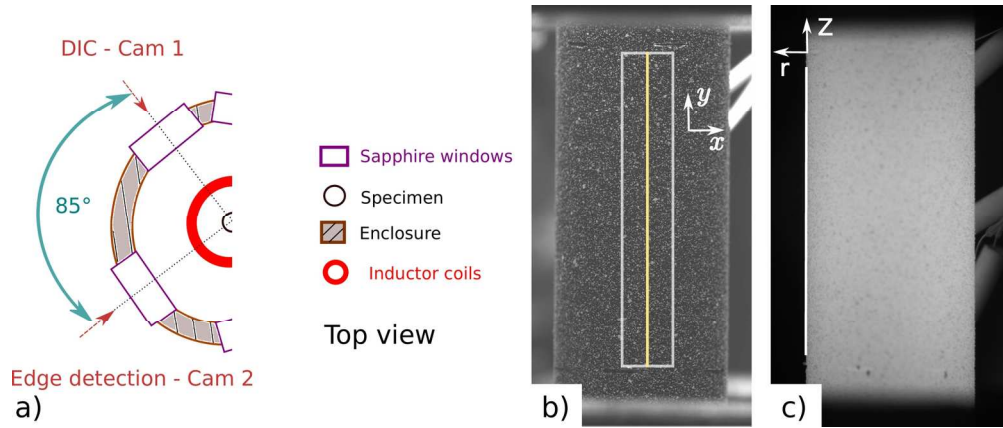 DIC - Cam 1
85°
Edge detection - Cam 2
a)
Sapphire windows
Specimen
Enclosure
Inductor coils
Top view
y
x
b)
z
r
c)